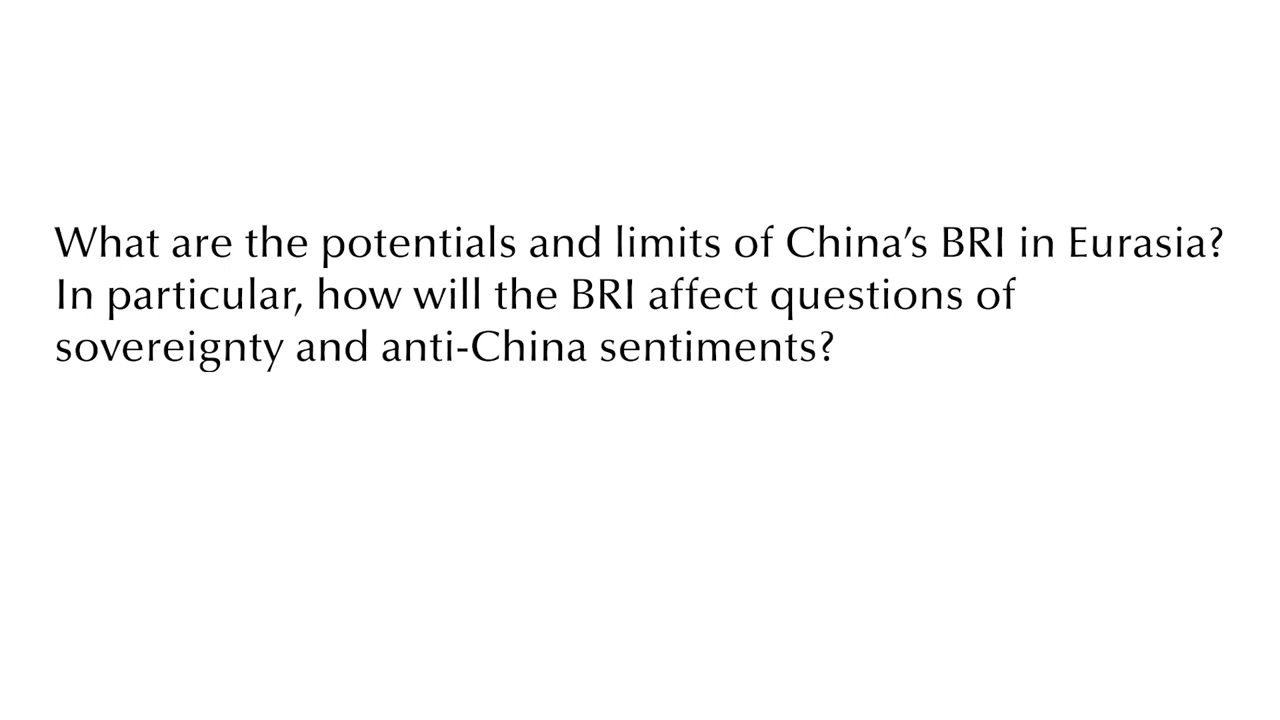 What are the potentials and limits of China’s BRI in Eurasia?
In particular, how will the BRI affect questions of
sovereignty and anti-China sentiments?